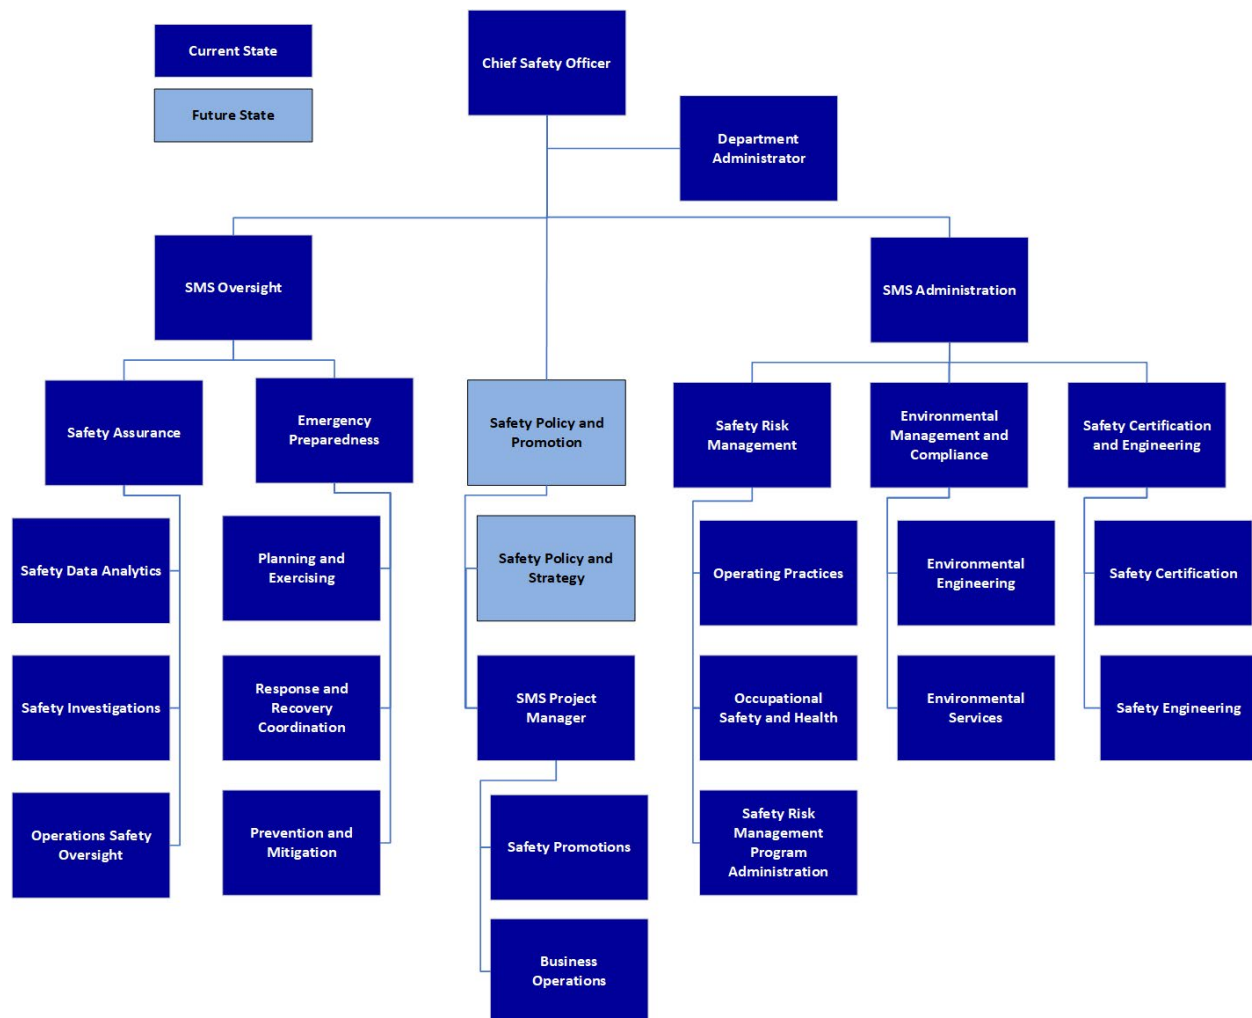 Current State
Future State
Chief Safety Officer
Department
Administrator
SMS Oversight
SMS Administration
Safety Assurance
Emergency
Preparedness
Safety Policy and
Promotion
Safety Risk
Management
Environmental
Management and
Compliance
Safety Certification
and Engineering
Safety Data Analytics
Planning and
Exercising
Safety Policy and
Strategy
Operating Practices
Environmental
Engineering
Safety Certification
Safety Investigations
Response and
Recovery
Coordination
SMS Project
Manager
Occupational
Safety and Health
Environmental
Services
Safety Engineering
Operations Safety
Oversight
Prevention and
Mitigation
Safety Promotions
Safety Risk
Management
Program
Administration
Business
Operations